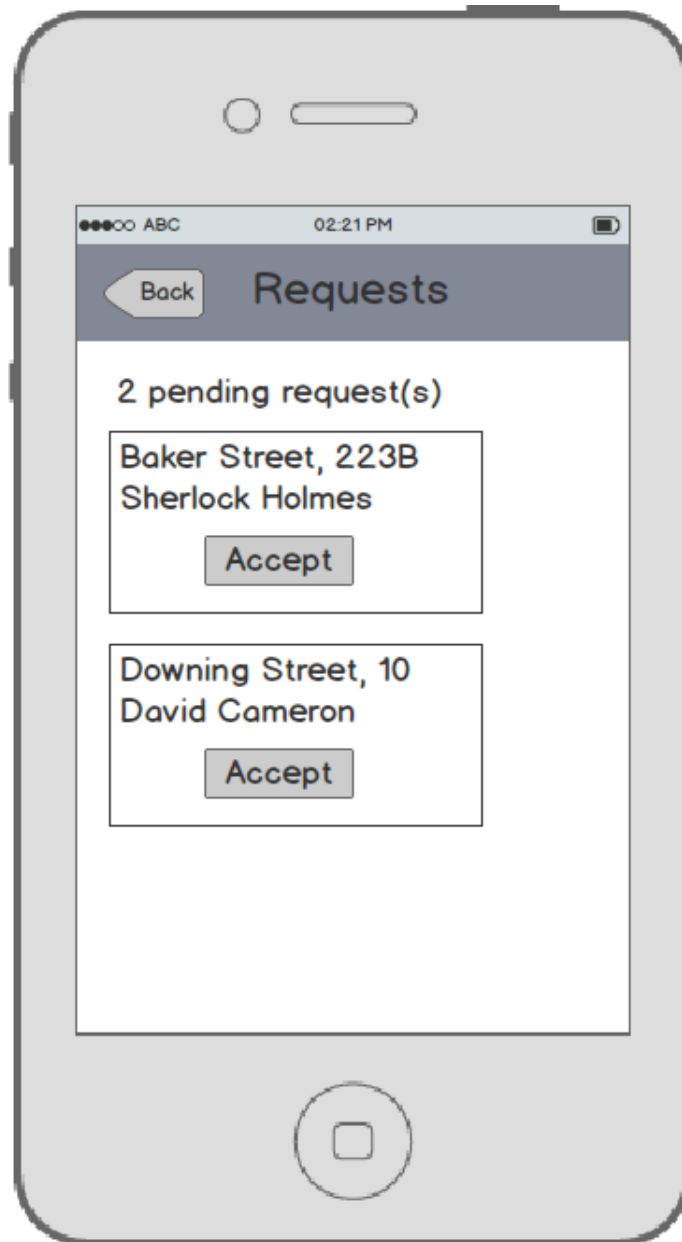 ABC 02:21 PM
Back Requests
2 pending request(s)
Baker Street, 223B
Sherlock Holmes
Accept
Downing Street, 10
David Cameron
Accept